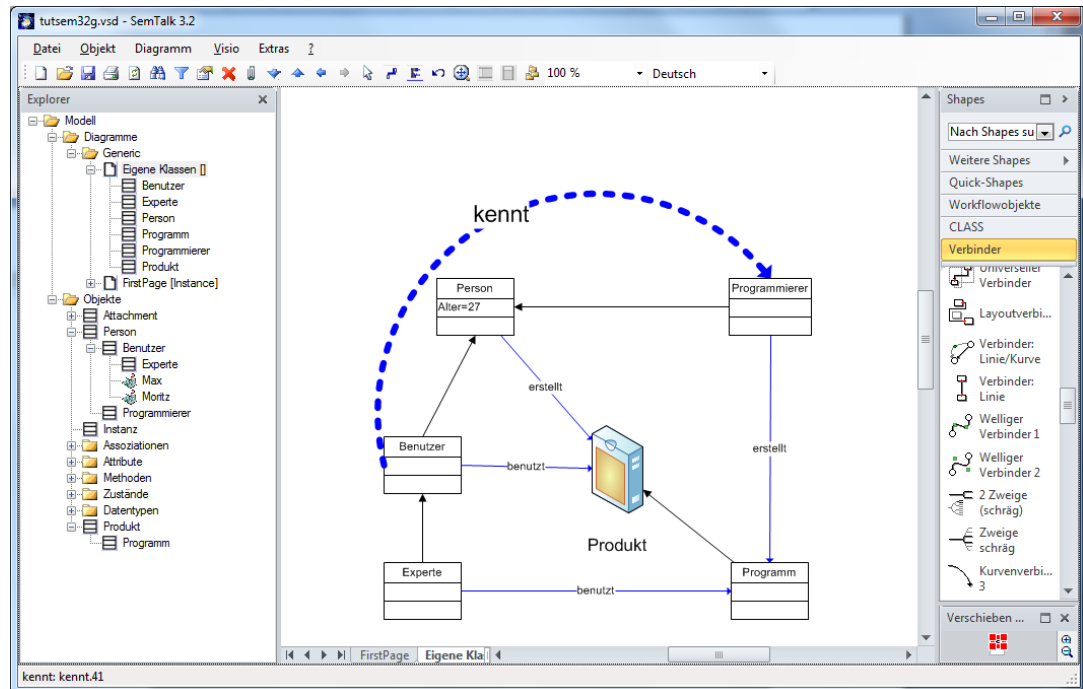 tutsem32g.vsd - SemTalk 3.2
Datei Objekt Diagramm Visio Extras ?
100 % Deutsch
Explorer
Modell
Diagramme
Generic
Eigene Klassen []
Benutzer
Experte
Person
Programm
Programmierer
Produkt
FirstPage [Instance]
Objekte
Attachment
Person
Benutzer
Experte
Max
Moritz
Programmierer
Instanz
Assoziationen
Attribute
Methoden
Zustände
Datentypen
Produkt
Programm
kennt
Person
Alter=27
Programmierer
erstellt
erstellt
Benutzer
benutzt
Produkt
Experte
benutzt
Programm
FirstPage Eigene Kla
Shapes
Nach Shapes su
Weitere Shapes
Quick-Shapes
Workflowobjekte
CLASS
Verbinder
Universeller
Verbinder
Layoutverbi...
Verbinder:
Linie/Kurve
Verbinder:
Linie
Welliger
Verbinder 1
Welliger
Verbinder 2
2 Zweige
(schräg)
Zweige
schräg
Kurvenverbi...
3
Verschieben ...
kennt: kennt.41